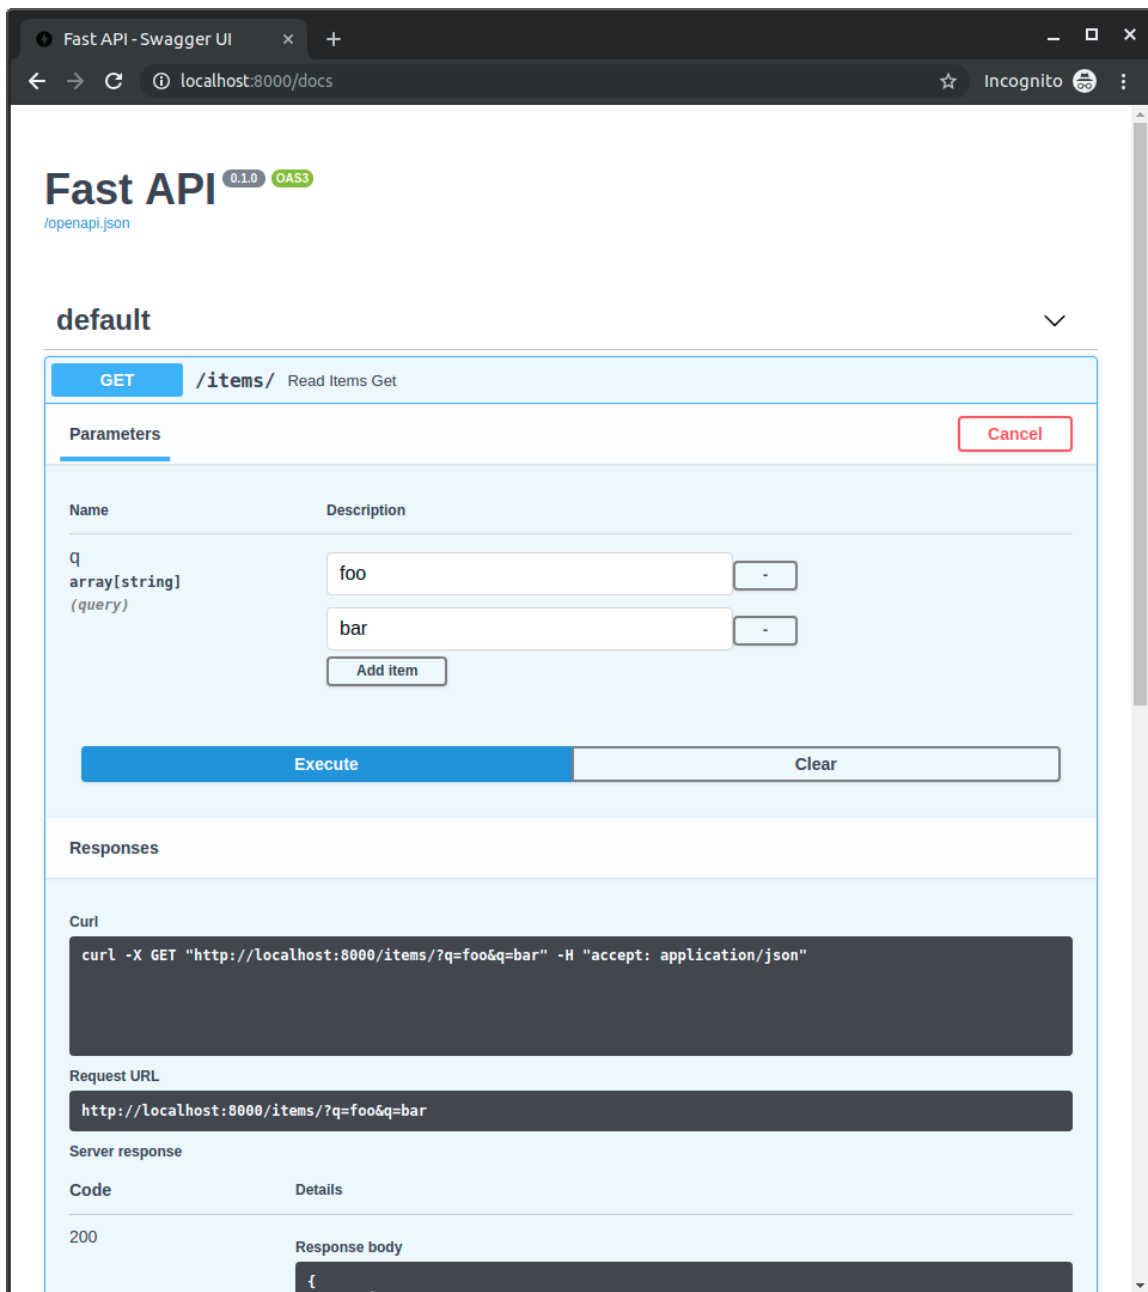 Fast API - Swagger UI
localhost:8000/docs
Incognito
Fast API 0.1.0 OAS3
/openapi.json
default
GET /items/ Read Items Get
Parameters
Cancel
Name Description
q
array[string]
(query)
foo -
bar -
Add item
Execute Clear
Responses
Curl
curl -X GET "http://localhost:8000/items/?q=foo&q=bar" -H "accept: application/json"
Request URL
http://localhost:8000/items/?q=foo&q=bar
Server response
Code Details
200
Response body
{